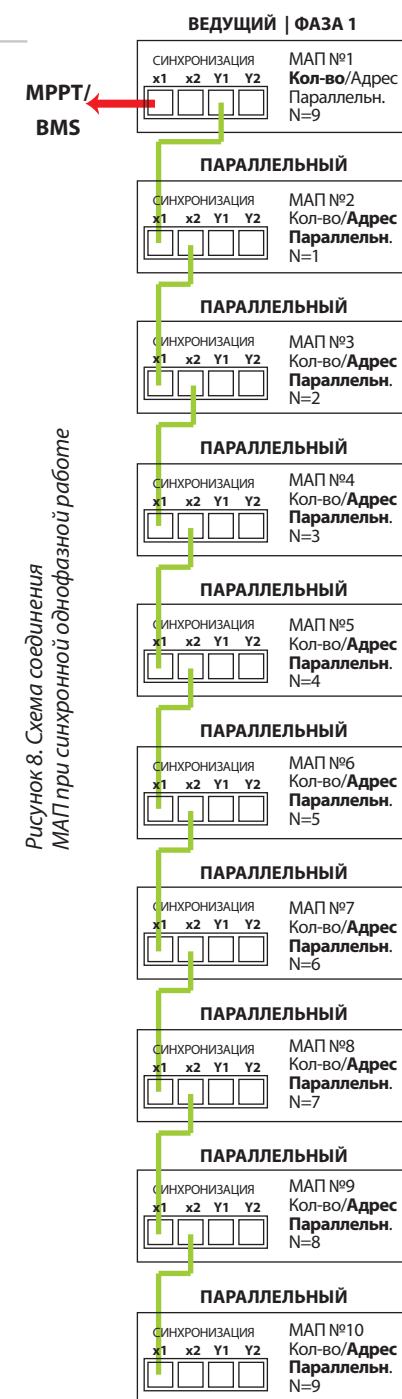 ВЕДУЩИЙ | ФАЗА 1
MPPT/
BMS
СИНХРОНИЗАЦИЯ
x1 x2 Y1 Y2
МАП №1
Кол-во/Адрес
Параллельн.
N=9
ПАРАЛЛЕЛЬНЫЙ
СИНХРОНИЗАЦИЯ
x1 x2 Y1 Y2
МАП №2
Кол-во/Адрес
Параллельн.
N=1
ПАРАЛЛЕЛЬНЫЙ
СИНХРОНИЗАЦИЯ
x1 x2 Y1 Y2
МАП №3
Кол-во/Адрес
Параллельн.
N=2
ПАРАЛЛЕЛЬНЫЙ
СИНХРОНИЗАЦИЯ
x1 x2 Y1 Y2
МАП №4
Кол-во/Адрес
Параллельн.
N=3
ПАРАЛЛЕЛЬНЫЙ
СИНХРОНИЗАЦИЯ
x1 x2 Y1 Y2
МАП №5
Кол-во/Адрес
Параллельн.
N=4
ПАРАЛЛЕЛЬНЫЙ
СИНХРОНИЗАЦИЯ
x1 x2 Y1 Y2
МАП №6
Кол-во/Адрес
Параллельн.
N=5
ПАРАЛЛЕЛЬНЫЙ
СИНХРОНИЗАЦИЯ
x1 x2 Y1 Y2
МАП №7
Кол-во/Адрес
Параллельн.
N=6
ПАРАЛЛЕЛЬНЫЙ
СИНХРОНИЗАЦИЯ
x1 x2 Y1 Y2
МАП №8
Кол-во/Адрес
Параллельн.
N=7
ПАРАЛЛЕЛЬНЫЙ
СИНХРОНИЗАЦИЯ
x1 x2 Y1 Y2
МАП №9
Кол-во/Адрес
Параллельн.
N=8
ПАРАЛЛЕЛЬНЫЙ
СИНХРОНИЗАЦИЯ
x1 x2 Y1 Y2
МАП №10
Кол-во/Адрес
Параллельн.
N=9
Рисунок 8. Схема соединения
МАП при синхронной однофазной работе